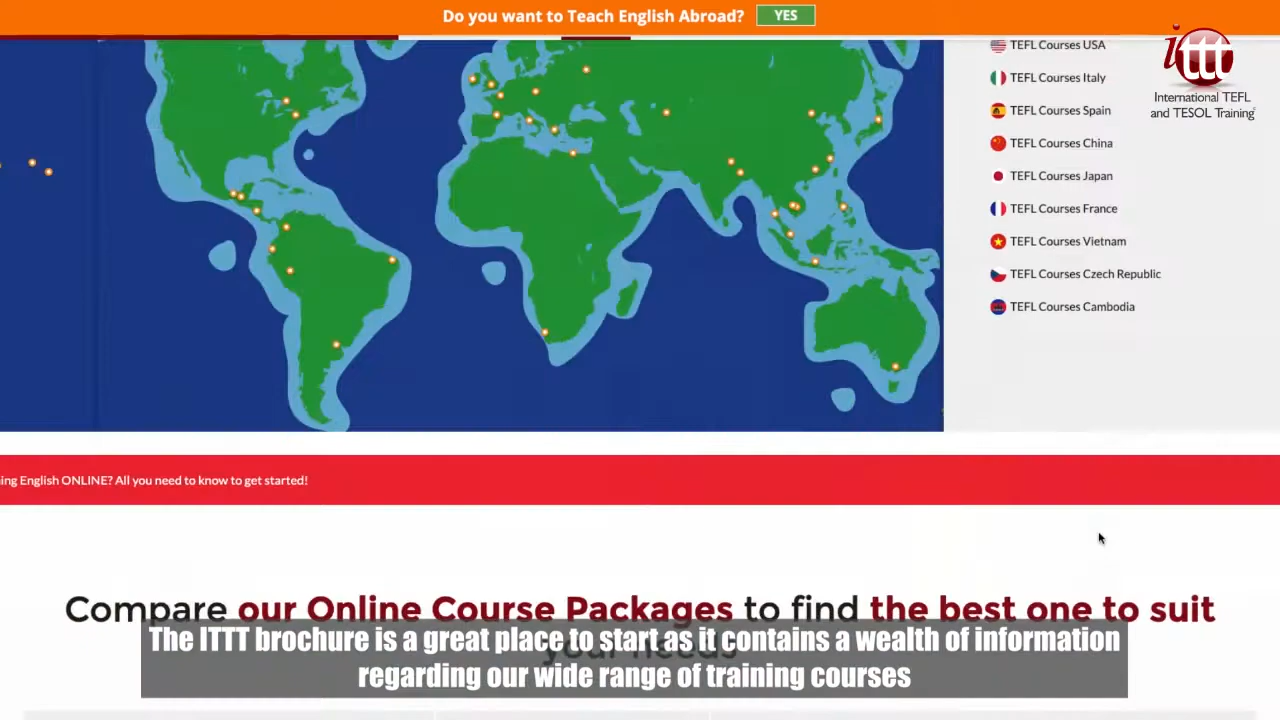 Do you want to Teach English Abroad? YES
TEFL Courses USA
TEFL Courses Italy
TEFL Courses Spain
TEFL Courses China
TEFL Courses Japan
TEFL Courses France
TEFL Courses Vietnam
TEFL Courses Czech Republic
TEFL Courses Cambodia
ittt
International TEFL
and TESOL Training
ing English ONLINE? All you need to know to get started!
Compare our Online Course Packages to find the best one to suit
your needs
The ITTT brochure is a great place to start as it contains a wealth of information
regarding our wide range of training courses